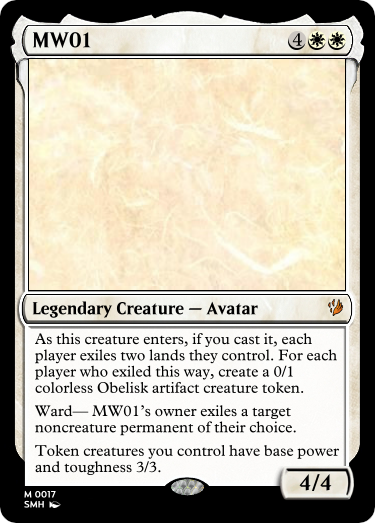 MW01
4
Legendary Creature — Avatar
As this creature enters, if you cast it, each
player exiles two lands they control. For each
player who exiled this way, create a 0/1
colorless Obelisk artifact creature token.
Ward— MW01's owner exiles a target
noncreature permanent of their choice.
Token creatures you control have base power
and toughness 3/3.
4/4
M 0017
SMH